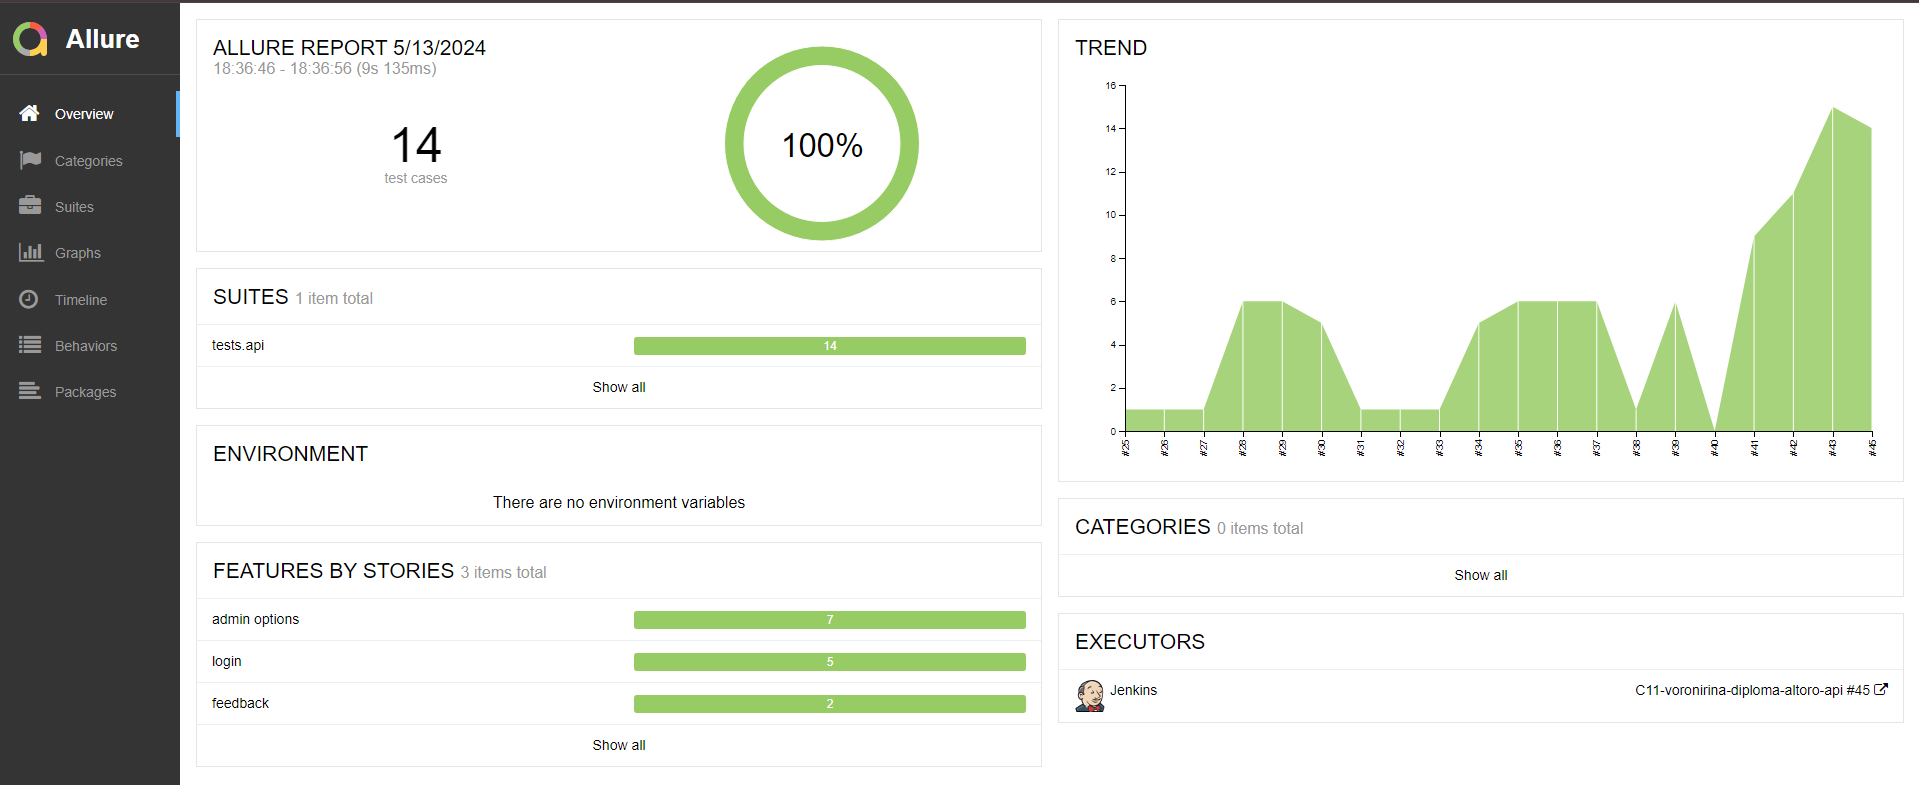 Allure
Overview
Categories
Suites
Graphs
Timeline
Behaviors
Packages
ALLURE REPORT 5/13/2024
18:36:46 - 18:36:56 (9s 135ms)
14
test cases
100%
SUITES 1 item total
tests.api 14
Show all
ENVIRONMENT
There are no environment variables
FEATURES BY STORIES 3 items total
admin options 7
login 5
feedback 2
Show all
TREND
16
14
12
10
8
6
4
2
0
#25 #26 #27 #28 #29 #30 #31 #32 #33 #34 #35 #36 #37 #38 #39 #40 #41 #42 #43 #45
CATEGORIES 0 items total
Show all
EXECUTORS
Jenkins C11-voronirina-diploma-altoro-api #45